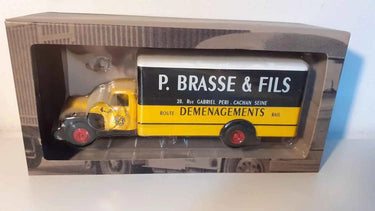 P. BRASSE & FILS
20. Rue GABRIEL PERI. CACHAN SEINE
ROUTE DEMENAGEMENTS RAIL